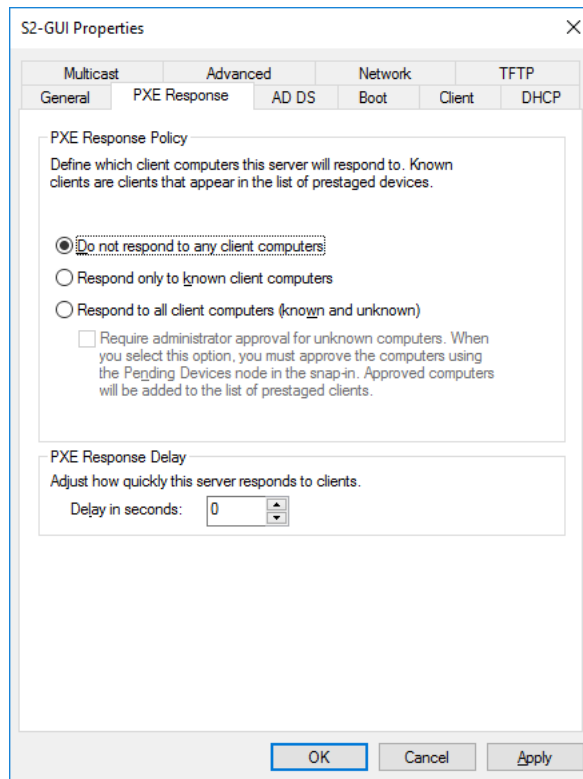 S2-GUI Properties
Multicast Advanced Network TFTP
General PXE Response AD DS Boot Client DHCP
PXE Response Policy
Define which client computers this server will respond to. Known
clients are clients that appear in the list of prestaged devices.
Do not respond to any client computers
Respond only to known client computers
Respond to all client computers (known and unknown)
Require administrator approval for unknown computers. When
you select this option, you must approve the computers using
the Pending Devices node in the snap-in. Approved computers
will be added to the list of prestaged clients.
PXE Response Delay
Adjust how quickly this server responds to clients.
Delay in seconds: 0
OK Cancel Apply